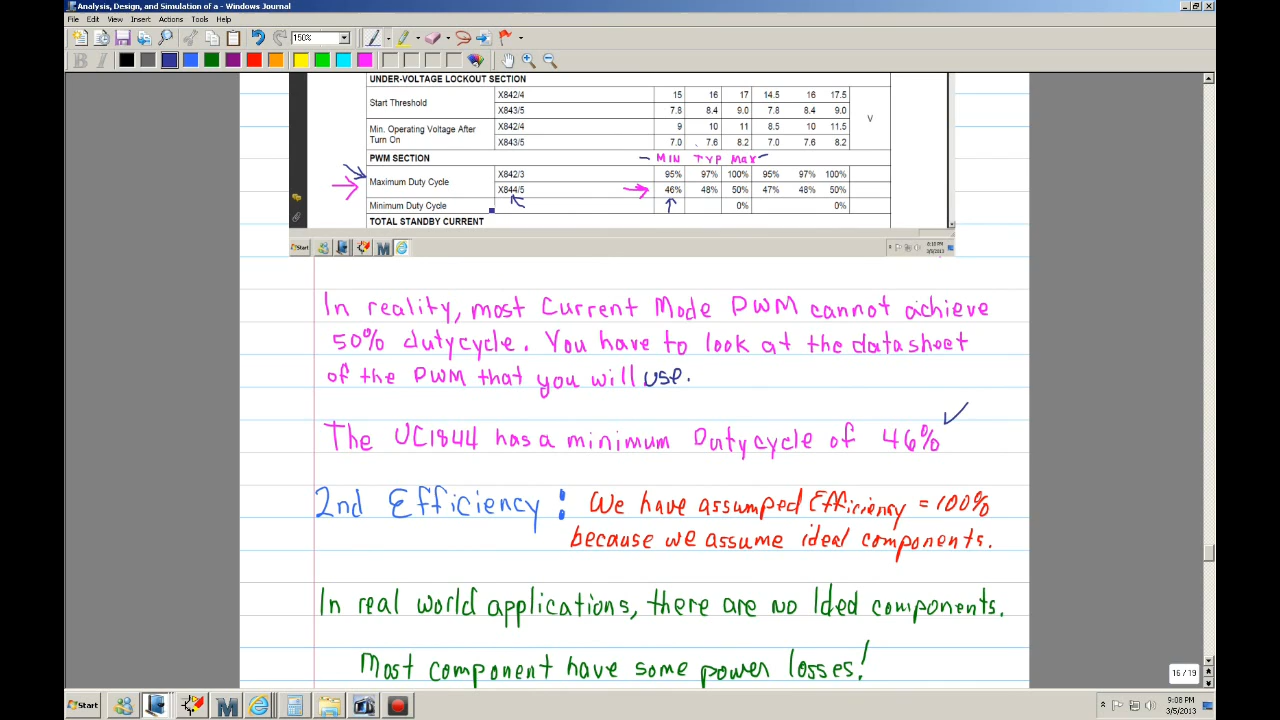 Analysis, Design, and Simulation of a - Windows Journal
File Edit View Insert Actions Tools Help
150%
UNDER-VOLTAGE LOCKOUT SECTION
Start Threshold X842/4 15 16 17 14.5 16 17.5 V
X843/5 7.8 8.4 9.0 7.8 8.4 9.0
Min. Operating Voltage After Turn On X842/4 9 10 11 8.5 10 11.5
X843/5 7.0 7.6 8.2 7.0 7.6 8.2
PWM SECTION MIN TYP MAX
Maximum Duty Cycle X842/3 95% 97% 100% 95% 97% 100%
X844/5 46% 48% 50% 47% 48% 50%
Minimum Duty Cycle 0% 0%
TOTAL STANDBY CURRENT
Start 6:10 PM
3/5/2013
In reality, most Current Mode PWM cannot achieve
50% dutycycle. You have to look at the datasheet
of the PWM that you will use.
The UC1844 has a minimum Dutycycle of 46%
2nd Efficiency: We have assumped Efficiency = 100%
because we assume ideal components.
In real world applications, there are no Ided components.
Most component have some power losses!
16 / 19
Start 9:08 PM
3/5/2013